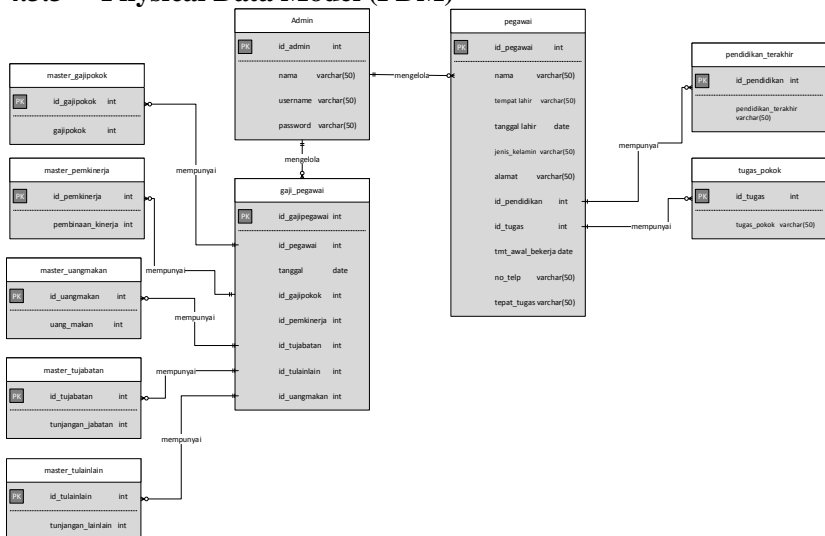 Physical Data Model (PDM)
Admin
PK id_admin int
nama varchar(50)
username varchar(50)
password varchar(50)
pegawai
PK id_pegawai int
nama varchar(50)
tempat lahir varchar(50)
tanggal lahir date
jenis_kelamin varchar(50)
alamat varchar(50)
id_pendidikan int
id_tugas int
tmt_awal_bekerja date
no_telp varchar(50)
tepat_tugas varchar(50)
pendidikan_terakhir
PK id_pendidikan int
pendidikan_terakhir
varchar(50)
tugas_pokok
PK id_tugas int
tugas_pokok varchar(50)
master_gajipokok
PK id_gajipokok int
gajipokok int
master_pemkinerja
PK id_pemkinerja int
pembinaan_kinerja int
master_uangmakan
PK id_uangmakan int
uang_makan int
master_tujabatan
PK id_tujabatan int
tunjangan_jabatan int
master_tulainlain
PK id_tulainlain int
tunjangan_lainlain int
gaji_pegawai
PK id_gajipegawai int
id_pegawai int
tanggal date
id_gajipokok int
id_pemkinerja int
id_tujabatan int
id_tulainlain int
id_uangmakan int
mengelola
mengelola
mempunyai
mempunyai
mempunyai
mempunyai
mempunyai
mempunyai
mempunyai